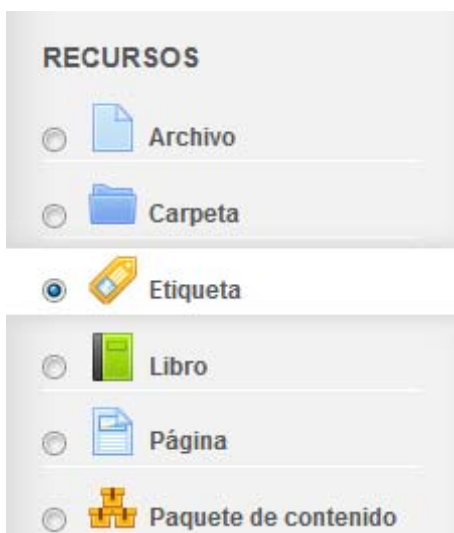 RECURSOS
Archivo
Carpeta
Etiqueta
Libro
Página
Paquete de contenido